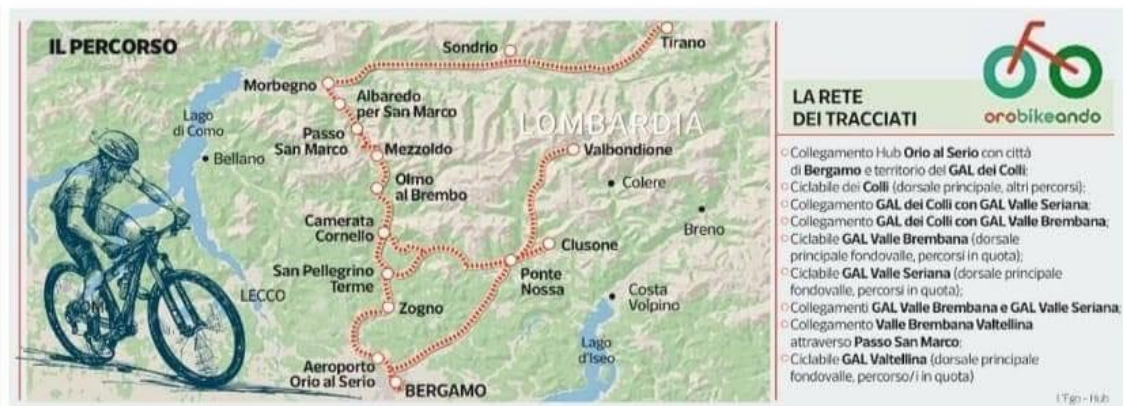 IL PERCORSO
Sondrio
Tirano
Morbegno
Albaredo
per San Marco
Lago
di Como
Passo
San Marco
LOMBARDIA
Bellano
Mezzoldo
Valbondione
Olmo
al Brembo
Colere
Camerata
Cornello
Breno
Clusone
San Pellegrino
Terme
Ponte
Nossa
LECCO
Zogno
Costa
Volpino
Lago
d'Iseo
Aeroporto
Orio al Serio
BERGAMO
orobikeando
LA RETE
DEI TRACCIATI
Collegamento Hub Orio al Serio con città
di Bergamo e territorio del GAL dei Colli;
Ciclabile dei Colli (dorsale principale, altri percorsi);
Collegamento GAL dei Colli con GAL Valle Seriana;
Collegamento GAL dei Colli con GAL Valle Brembana;
Ciclabile GAL Valle Brembana (dorsale
principale fondovalle, percorsi in quota);
Ciclabile GAL Valle Seriana (dorsale principale
fondovalle, percorsi in quota);
Collegamenti GAL Valle Brembana e GAL Valle Seriana;
Collegamento Valle Brembana Valtellina
attraverso Passo San Marco;
Ciclabile GAL Valtellina (dorsale principale
fondovalle, percorso/i in quota)
L'Ego - Hub